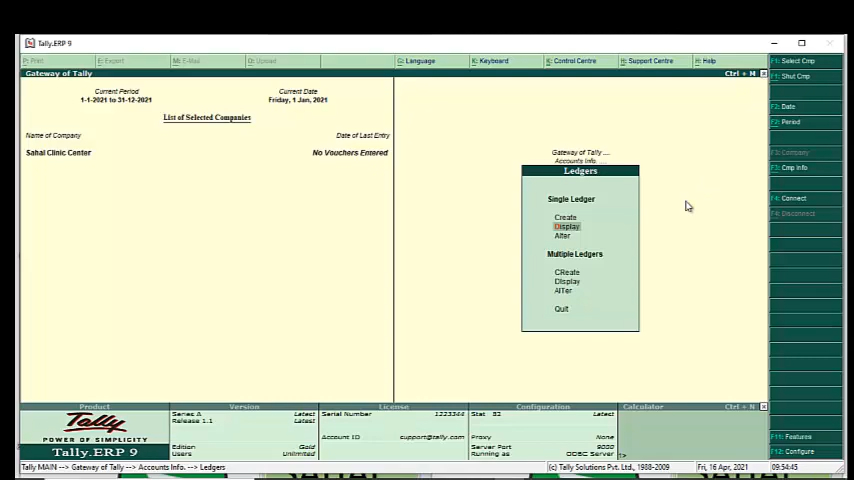 Tally.ERP 9
P: Print E: Export M: E-Mail O: Upload G: Language K: Keyboard K: Control Centre H: Support Centre H: Help
F1: Select Cmp
F1: Shut Cmp
F2: Date
F2: Period
F3: Company
F3: Cmp Info
F4: Connect
F4: Disconnect
F11: Features
F12: Configure
Gateway of Tally Ctrl + M
Current Period Current Date
1-1-2021 to 31-12-2021 Friday, 1 Jan, 2021
List of Selected Companies
Name of Company Date of Last Entry
Sahal Clinic Center No Vouchers Entered
Gateway of Tally ....
Accounts Info. ....
Ledgers
Single Ledger
Create
Display
Alter
Multiple Ledgers
CReate
DIsplay
AlTer
Quit
Product Version License Configuration Calculator Ctrl + N
Tally
POWER OF SIMPLICITY
Tally.ERP 9
Series A Latest
Release 1.1 Latest
Edition Gold
Users Unlimited
Serial Number 1223344
Account ID support@tally.com
Stat 52 Latest
Proxy None
Server Port 9000
Running as ODBC Server
1>
Tally MAIN --> Gateway of Tally --> Accounts Info. --> Ledgers (c) Tally Solutions Pvt. Ltd., 1988-2009 Fri, 16 Apr, 2021 09:54:45